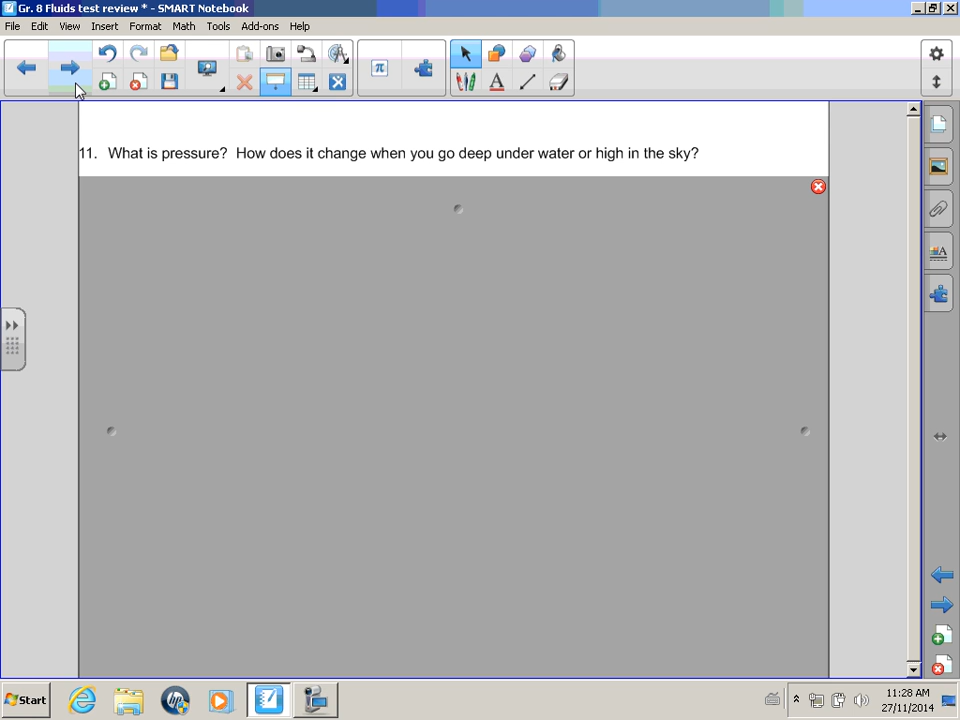 Gr. 8 Fluids test review * - SMART Notebook
File Edit View Insert Format Math Tools Add-ons Help
11. What is pressure? How does it change when you go deep under water or high in the sky?
Start
11:28 AM
27/11/2014